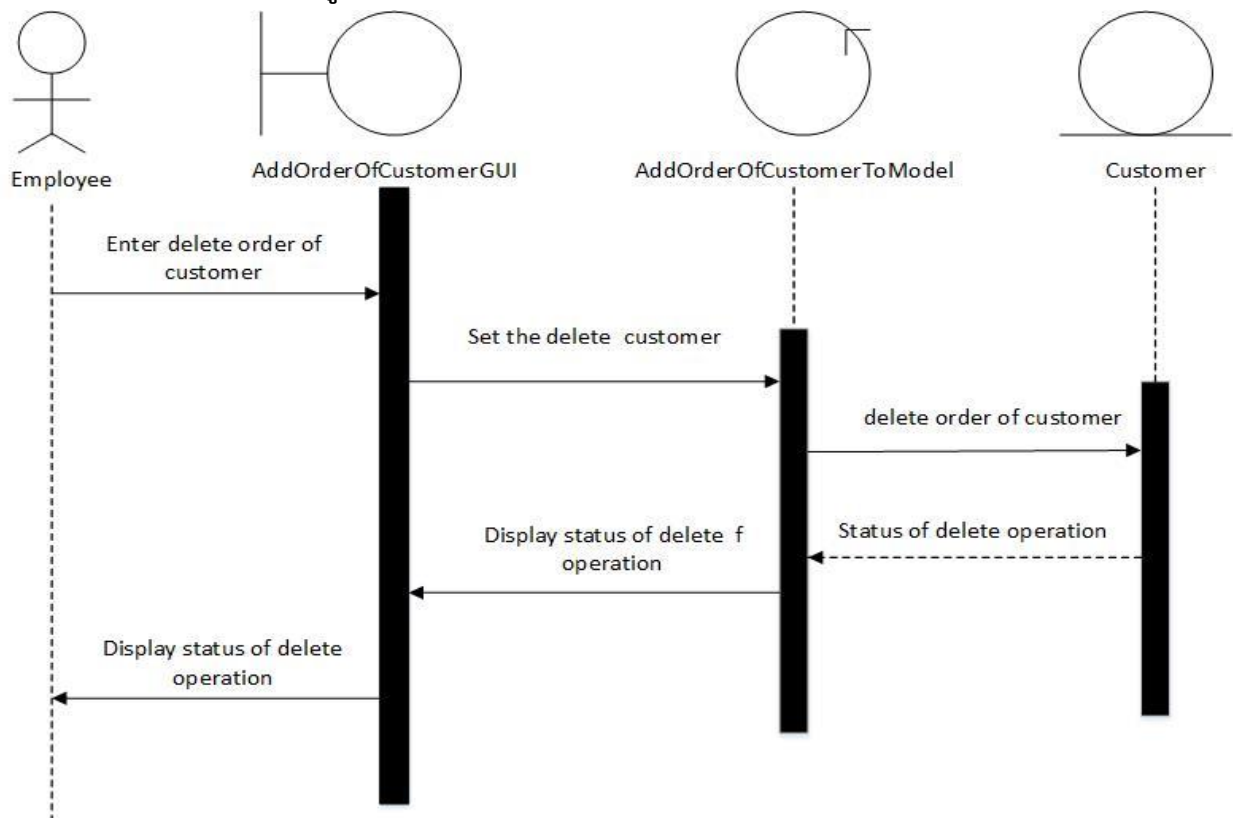 Employee
AddOrderOfCustomerGUI
AddOrderOfCustomerToModel
Customer
Enter delete order of
customer
Set the delete customer
delete order of customer
Status of delete operation
Display status of delete f
operation
Display status of delete
operation